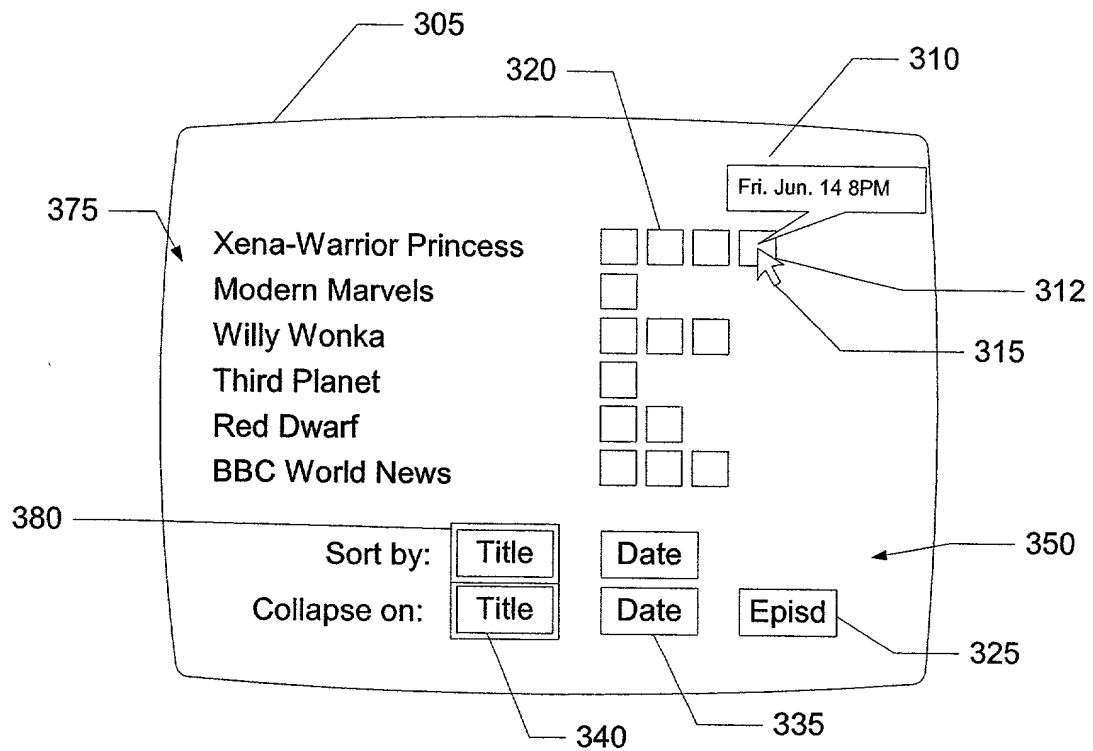 305
320
310
Fri. Jun. 14 8PM
375
Xena-Warrior Princess
Modern Marvels
312
Willy Wonka
315
Third Planet
Red Dwarf
BBC World News
380
Sort by: Title Date
350
Collapse on: Title Date Episd
325
340
335